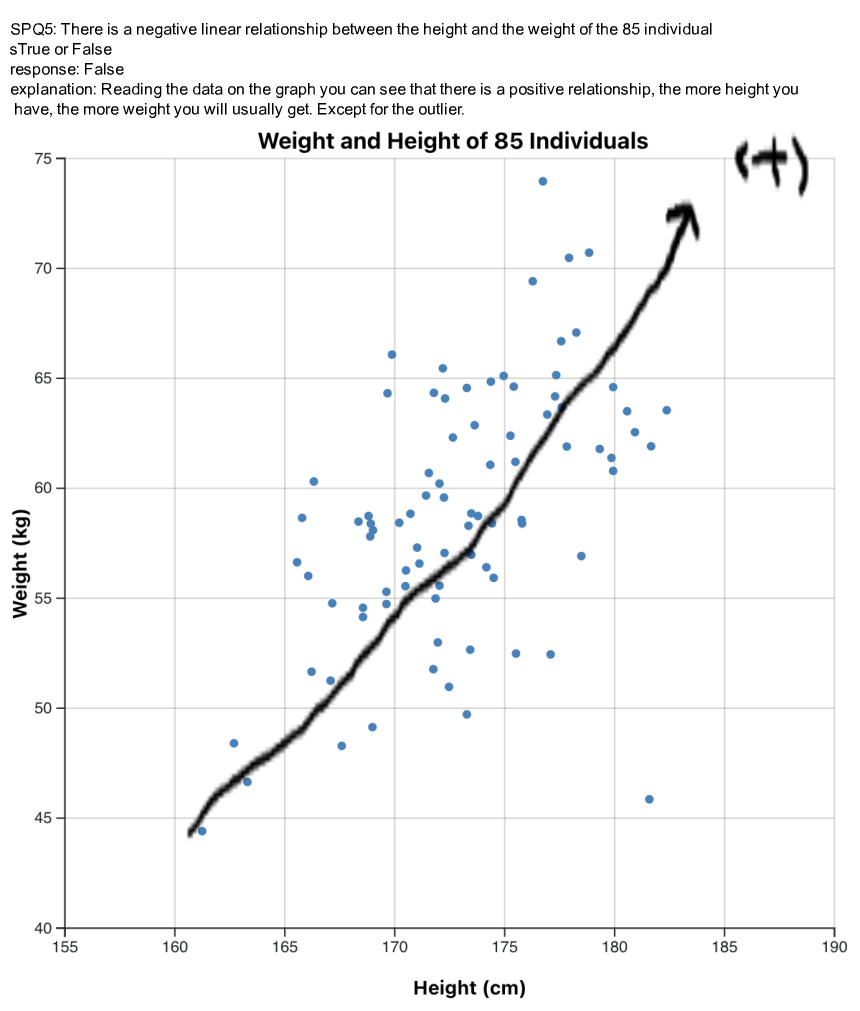 SPQ5: There is a negative linear relationship between the height and the weight of the 85 individual
sTrue or False
response: False
explanation: Reading the data on the graph you can see that there is a positive relationship, the more height you
have, the more weight you will usually get. Except for the outlier.
Weight and Height of 85 Individuals
(+)
75
70
65
60
55
50
45
40
Weight (kg)
155 160 165 170 175 180 185 190
Height (cm)